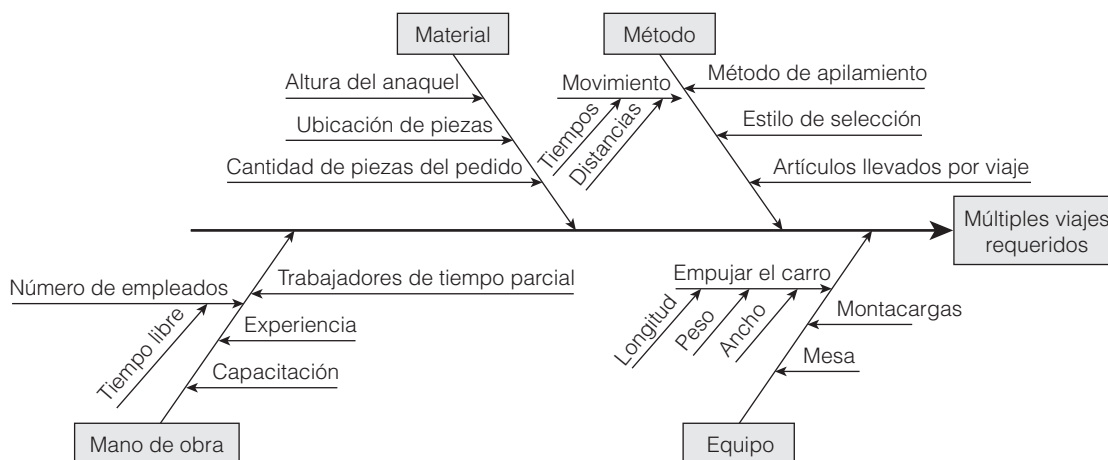 Material
Método
Altura del anaquel
Movimiento
Método de apilamiento
Ubicación de piezas
Tiempos
Distancias
Estilo de selección
Cantidad de piezas del pedido
Artículos llevados por viaje
Múltiples viajes
requeridos
Número de empleados
Trabajadores de tiempo parcial
Empujar el carro
Tiempo libre
Experiencia
Longitud
Peso
Ancho
Montacargas
Capacitación
Mesa
Mano de obra
Equipo